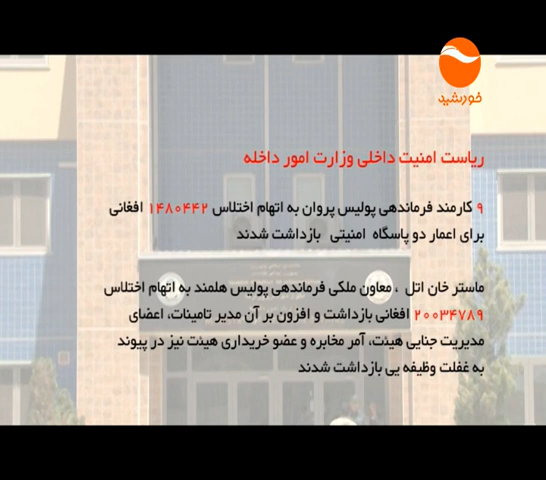 خورشید
ریاست امنیت داخلی وزارت امور داخله
۹ کارمند فرماندهی پولیس پروان به اتهام اختلاس ۱۴۸۰۴۴۲ افغانی
برای اعمار دو پاسگاه امنیتی بازداشت شدند
ماستر خان اتل ، معاون ملکی فرماندهی پولیس هلمند به اتهام اختلاس
۲۰۰۳۴۷۸۹ افغانی بازداشت و افزون بر آن مدیر تامینات، اعضای
مدیریت جنایی هیئت، آمر مخابره و عضو خریداری هیئت نیز در پیوند
به غفلت وظیفه یی بازداشت شدند